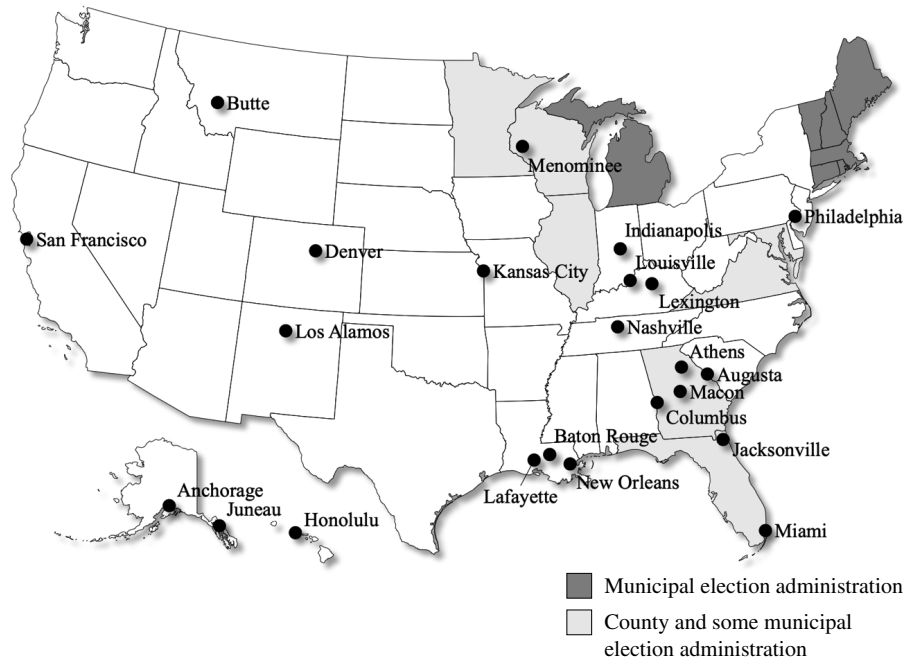 Butte
Menominee
Philadelphia
San Francisco
Indianapolis
Denver
Louisville
Kansas City
Lexington
Los Alamos
Nashville
Athens
Augusta
Macon
Columbus
Baton Rouge
Jacksonville
Lafayette
New Orleans
Anchorage
Juneau
Honolulu
Miami
Municipal election administration
County and some municipal
election administration